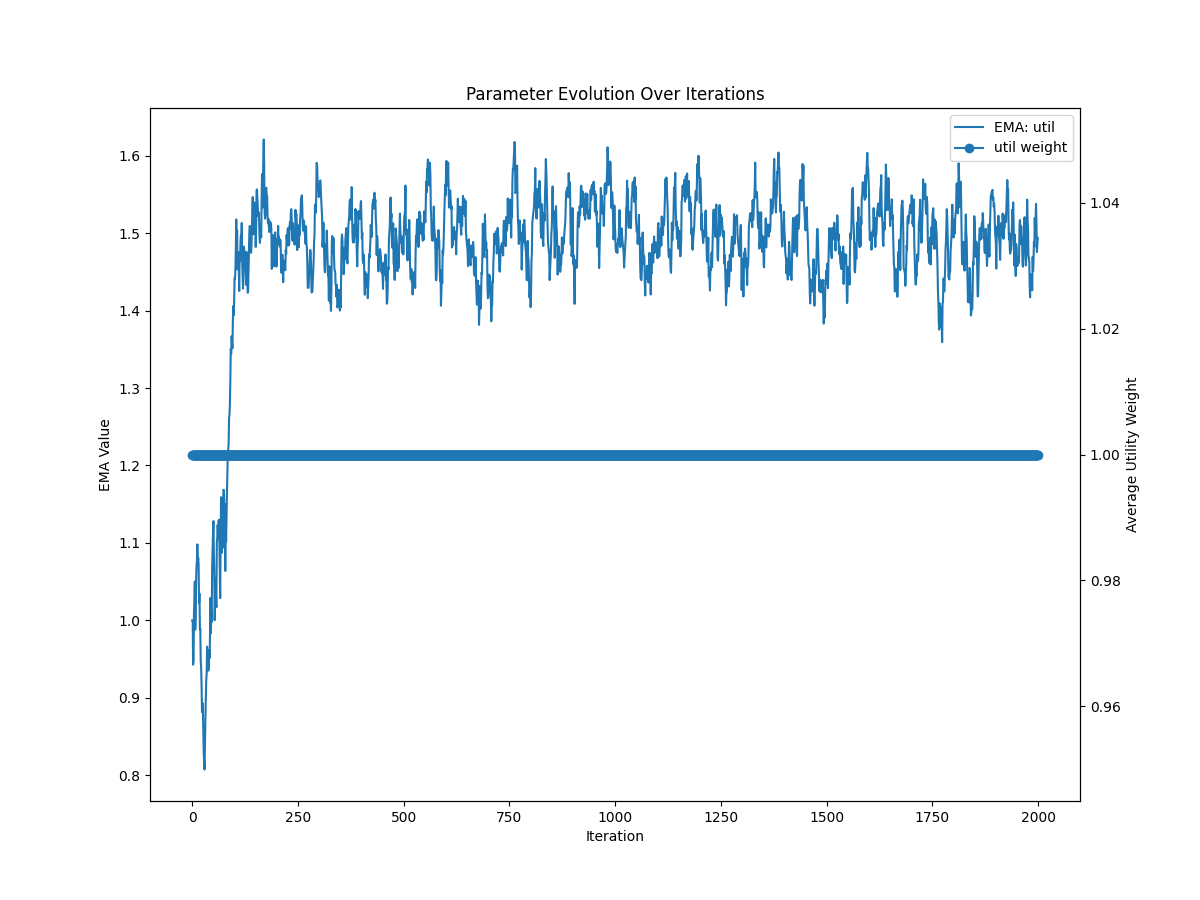 Parameter Evolution Over Iterations
EMA: util
util weight
1.6
1.5
1.4
1.3
1.2
1.1
1.0
0.9
0.8
EMA Value
1.04
1.02
1.00
0.98
0.96
Average Utility Weight
0 250 500 750 1000 1250 1500 1750 2000
Iteration